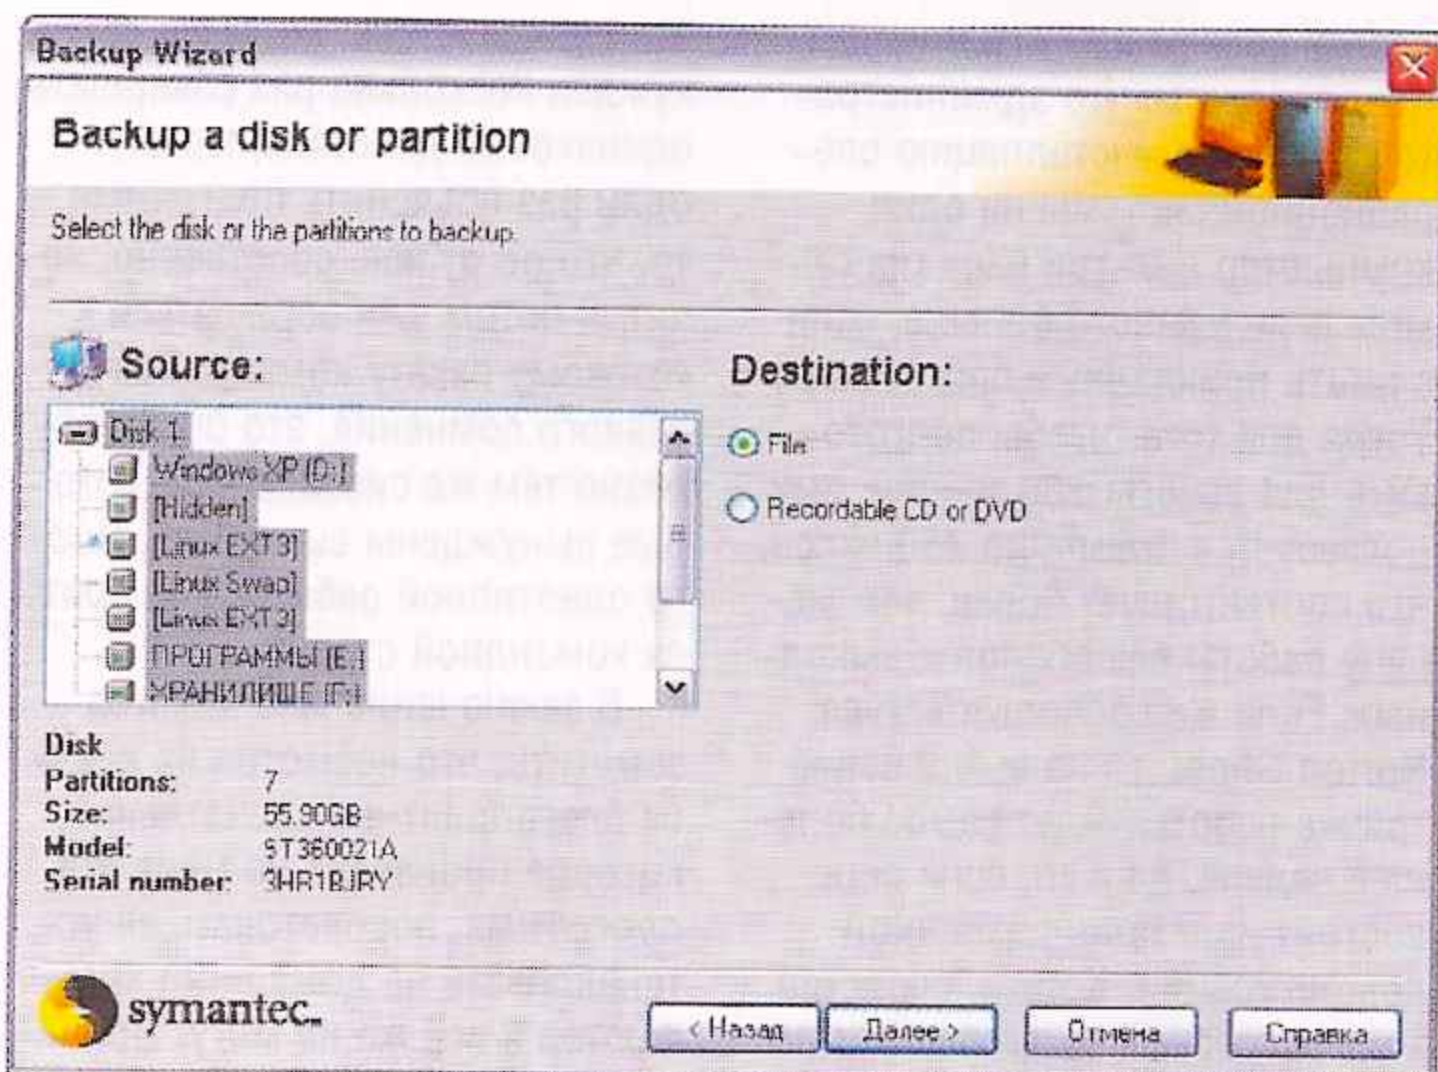 Backup Wizard
Backup a disk or partition
Select the disk or the partitions to backup.
Source:
Disk 1
Windows XP (D:)
[Hidden]
[Linux EXT3]
[Linux Swap]
[Linux EXT3]
ПРОГРАММЫ (E:)
ХРАНИЛИЩЕ (F:)
Destination:
File
Recordable CD or DVD
Disk
Partitions: 7
Size: 55.90GB
Model: ST360021A
Serial number: 3HR1BJRY
symantec.
< Назад
Далее >
Отмена
Справка